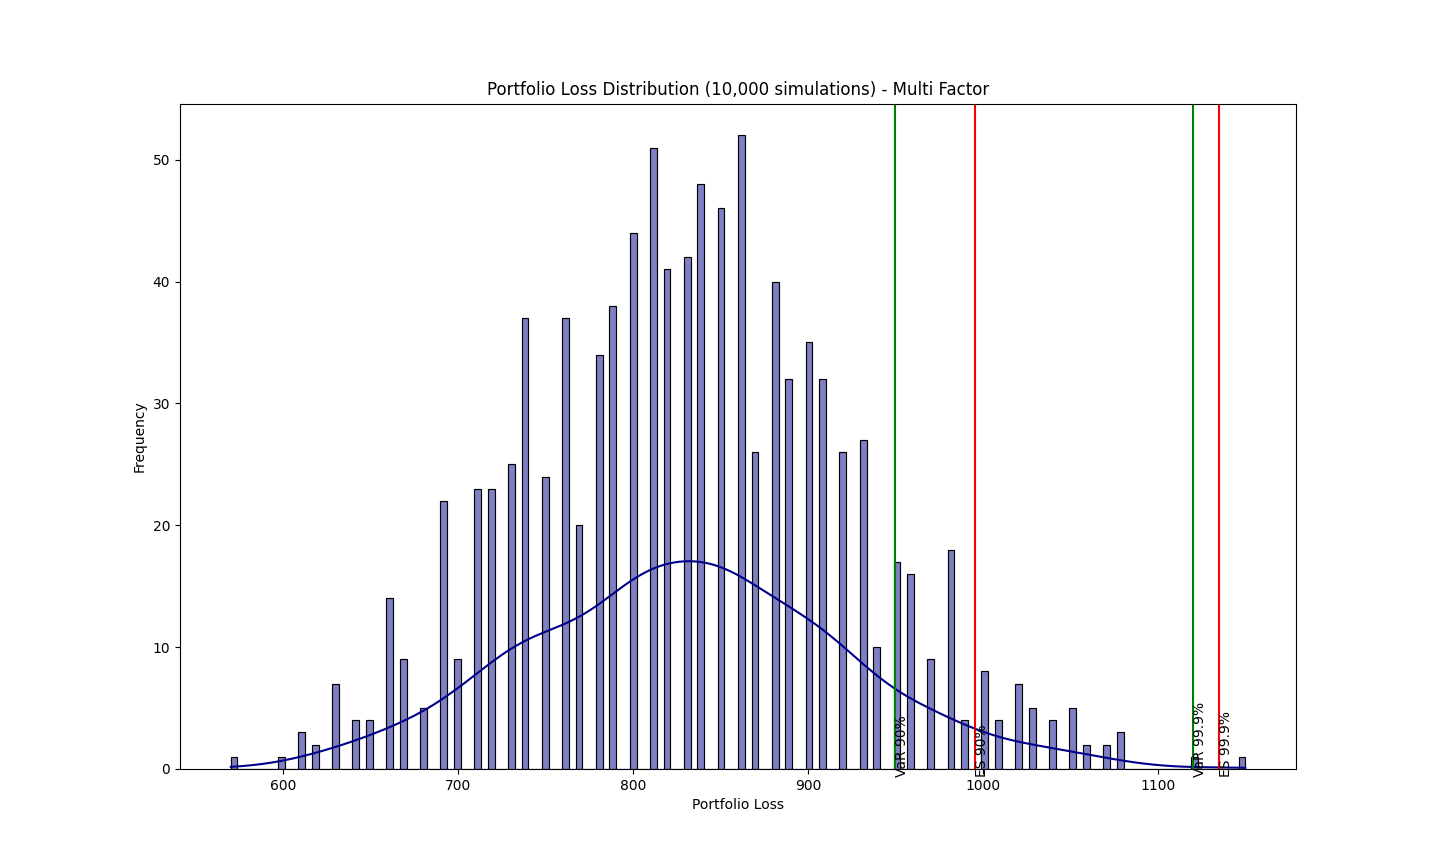 Portfolio Loss Distribution (10,000 simulations) - Multi Factor
Frequency
50
40
30
20
10
0
VaR 90%
ES 90%
VaR 99.9%
ES 99.9%
600
700
800
900
1000
1100
Portfolio Loss